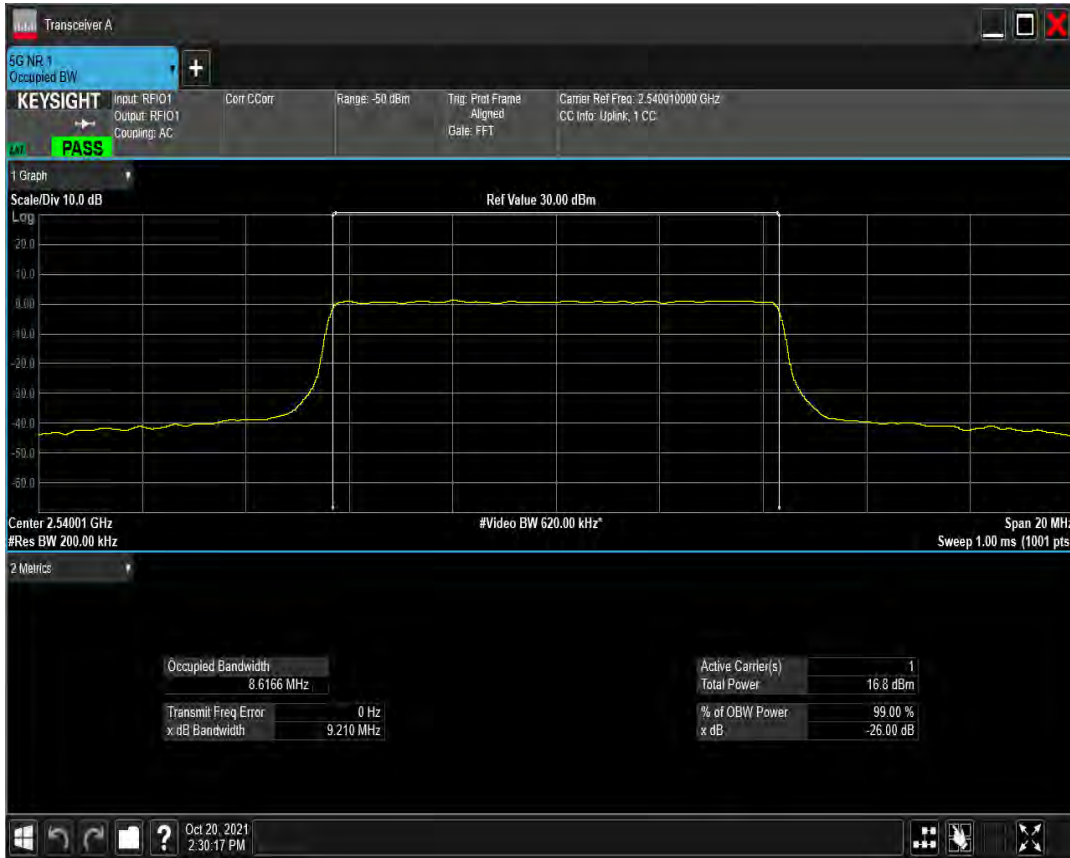 Transceiver A
5G NR 1
Occupied BW
+
KEYSIGHT
Input: RFIO1
Output: RFIO1
Coupling: AC
Corr CCorr
Range: -50 dBm
Trig: Prot Frame
Aligned
Gate: FFT
Carrier Ref Freq: 2.540010000 GHz
CC Info: Uplink, 1 CC
PASS
1 Graph
Scale/Div 10.0 dB
Ref Value 30.00 dBm
Log
20.0
10.0
0.00
-10.0
-20.0
-30.0
-40.0
-50.0
-60.0
Center 2.54001 GHz
#Video BW 620.00 kHz*
Span 20 MHz
#Res BW 200.00 kHz
Sweep 1.00 ms (1001 pts
2 Metrics
Occupied Bandwidth
8.6166 MHz
Transmit Freq Error 0 Hz
x dB Bandwidth 9.210 MHz
Active Carrier(s) 1
Total Power 16.8 dBm
% of OBW Power 99.00 %
x dB -26.00 dB
?
Oct 20, 2021
2:30:17 PM